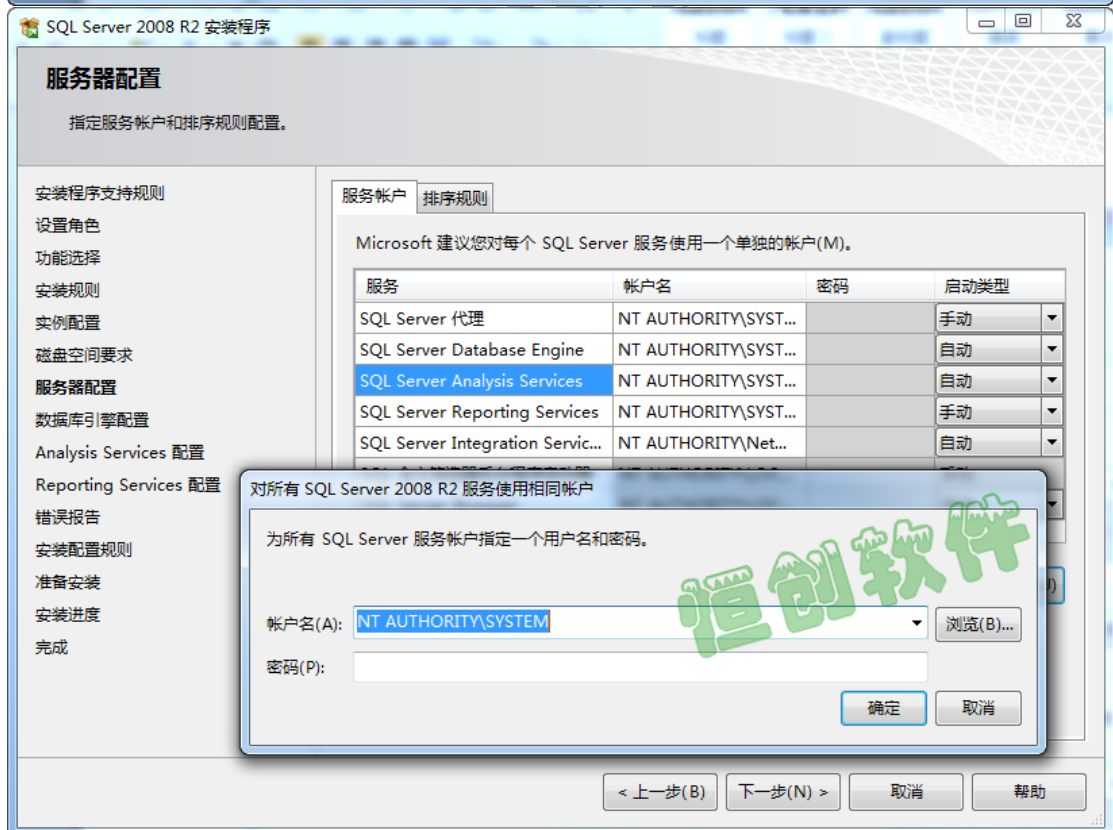 SQL Server 2008 R2 安装程序
服务器配置
指定服务帐户和排序规则配置。
安装程序支持规则
设置角色
功能选择
安装规则
实例配置
磁盘空间要求
服务器配置
数据库引擎配置
Analysis Services 配置
Reporting Services 配置
错误报告
安装配置规则
准备安装
安装进度
完成
服务帐户 排序规则
Microsoft 建议您对每个 SQL Server 服务使用一个单独的帐户(M)。
服务 帐户名 密码 启动类型
SQL Server 代理 NT AUTHORITY\SYST... 手动
SQL Server Database Engine NT AUTHORITY\SYST... 自动
SQL Server Analysis Services NT AUTHORITY\SYST... 自动
SQL Server Reporting Services NT AUTHORITY\SYST... 手动
SQL Server Integration Servic... NT AUTHORITY\Net... 自动
对所有 SQL Server 2008 R2 服务使用相同帐户
为所有 SQL Server 服务帐户指定一个用户名和密码。
恒创软件
帐户名(A): NT AUTHORITY\SYSTEM 浏览(B)...
密码(P):
确定 取消
< 上一步(B) 下一步(N) > 取消 帮助